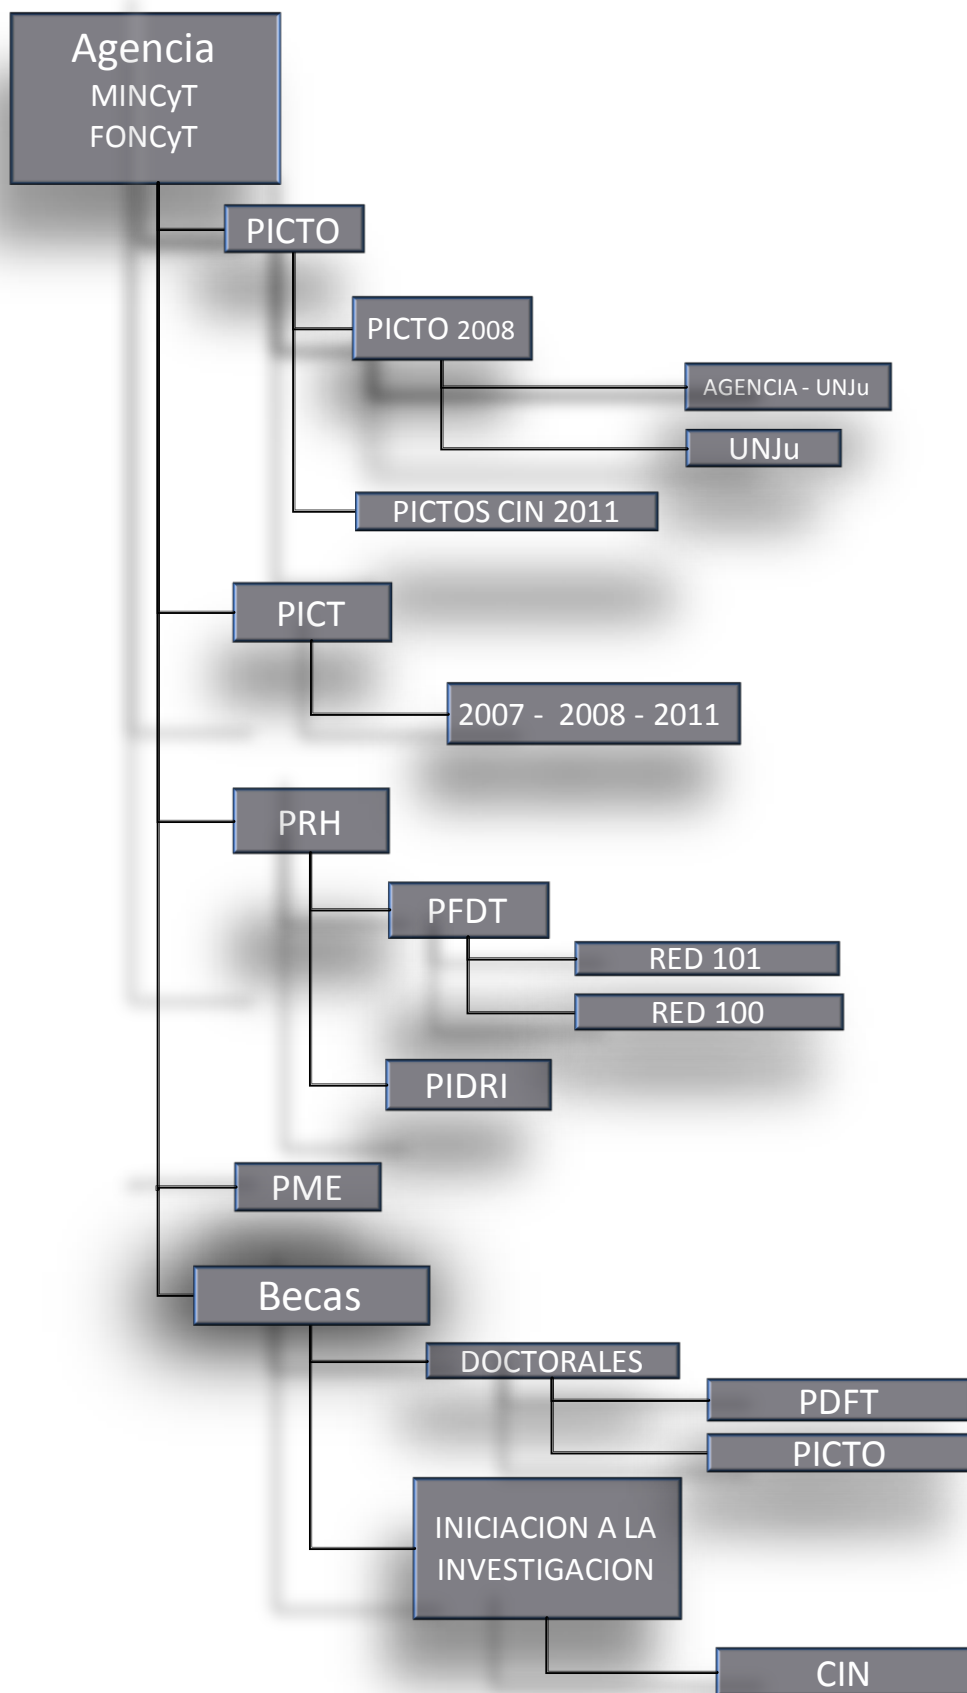 Agencia
MINCyT
FONCyT
PICTO
PICTO 2008
AGENCIA - UNJu
UNJu
PICTOS CIN 2011
PICT
2007 - 2008 - 2011
PRH
PFDT
RED 101
RED 100
PIDRI
PME
Becas
DOCTORALES
PDFT
PICTO
INICIACION A LA
INVESTIGACION
CIN